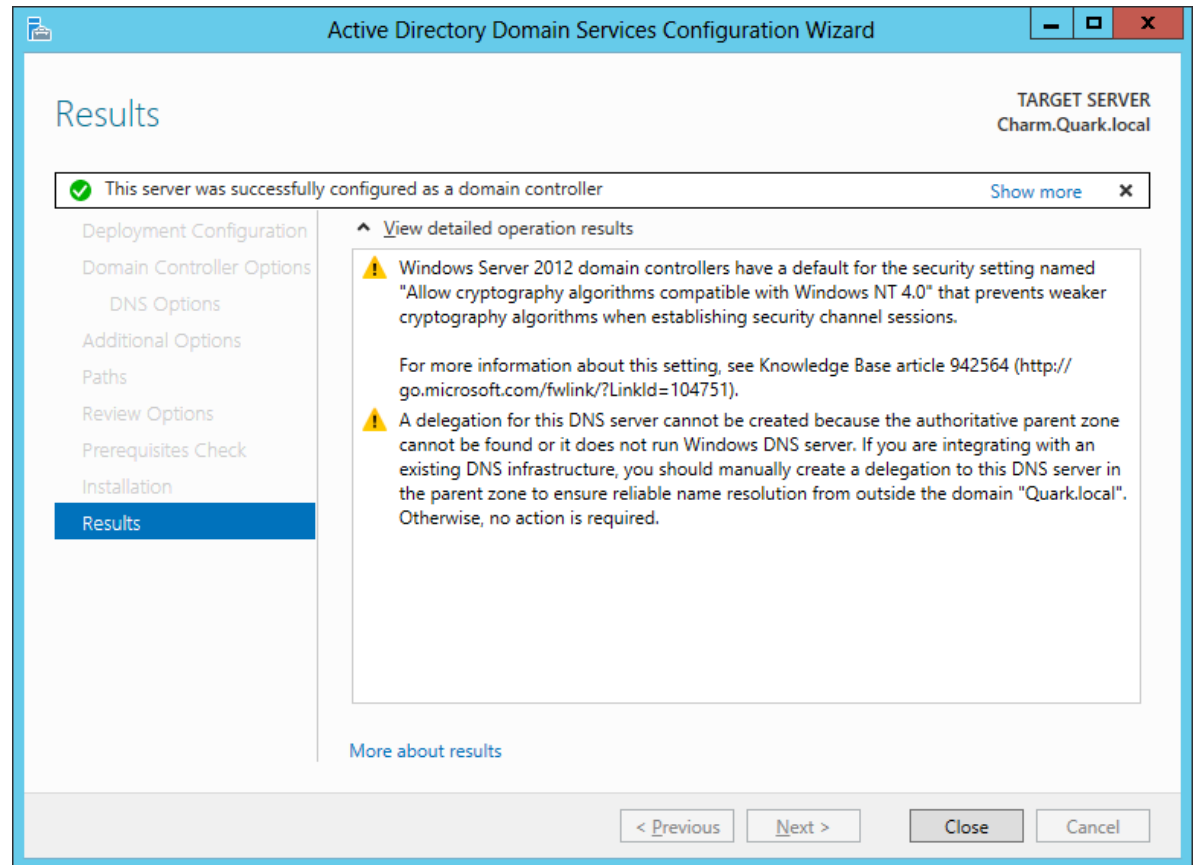 Active Directory Domain Services Configuration Wizard
Results
TARGET SERVER
Charm.Quark.local
This server was successfully configured as a domain controller
Show more
Deployment Configuration
Domain Controller Options
DNS Options
Additional Options
Paths
Review Options
Prerequisites Check
Installation
Results
View detailed operation results
Windows Server 2012 domain controllers have a default for the security setting named
"Allow cryptography algorithms compatible with Windows NT 4.0" that prevents weaker
cryptography algorithms when establishing security channel sessions.
For more information about this setting, see Knowledge Base article 942564 (http://
go.microsoft.com/fwlink/?LinkId=104751).
A delegation for this DNS server cannot be created because the authoritative parent zone
cannot be found or it does not run Windows DNS server. If you are integrating with an
existing DNS infrastructure, you should manually create a delegation to this DNS server in
the parent zone to ensure reliable name resolution from outside the domain "Quark.local".
Otherwise, no action is required.
More about results
< Previous
Next >
Close
Cancel